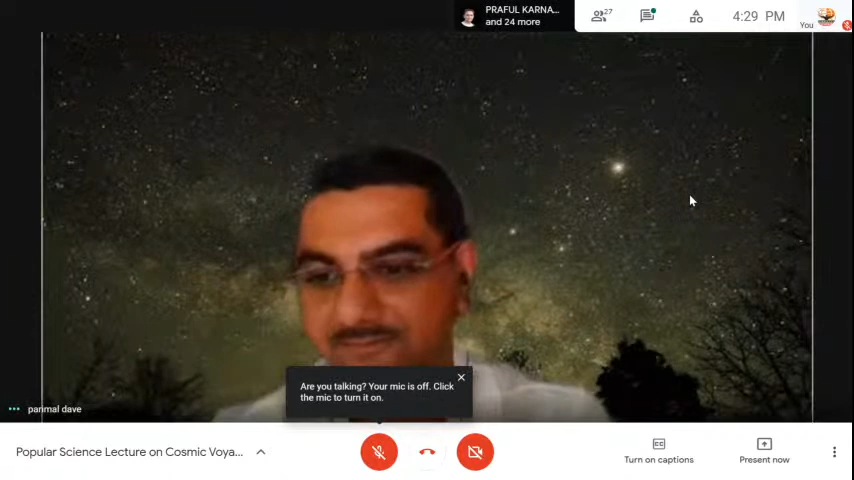 PRAFUL KARNA...
and 24 more
27
4:29 PM
You
Are you talking? Your mic is off. Click
the mic to turn it on.
parimal dave
Popular Science Lecture on Cosmic Voya...
CC
Turn on captions
Present now